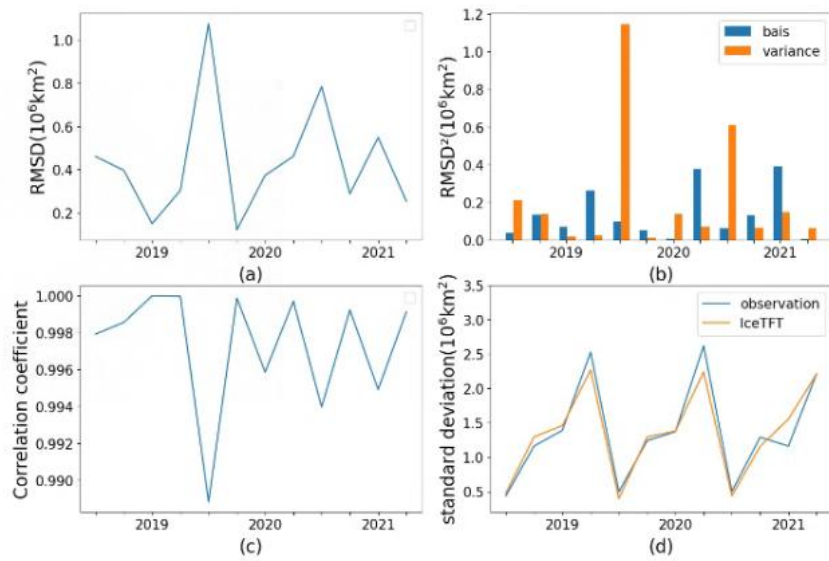 RMSD(10⁶km²)
1.0
0.8
0.6
0.4
0.2
2019 2020 2021
(a)
RMSD²(10⁶km²)
1.2
1.0
0.8
0.6
0.4
0.2
0.0
bais
variance
2019 2020 2021
(b)
Correlation coefficient
1.000
0.998
0.996
0.994
0.992
0.990
2019 2020 2021
(c)
standard deviation(10⁶km²)
3.5
3.0
2.5
2.0
1.5
1.0
0.5
observation
IceTFT
2019 2020 2021
(d)